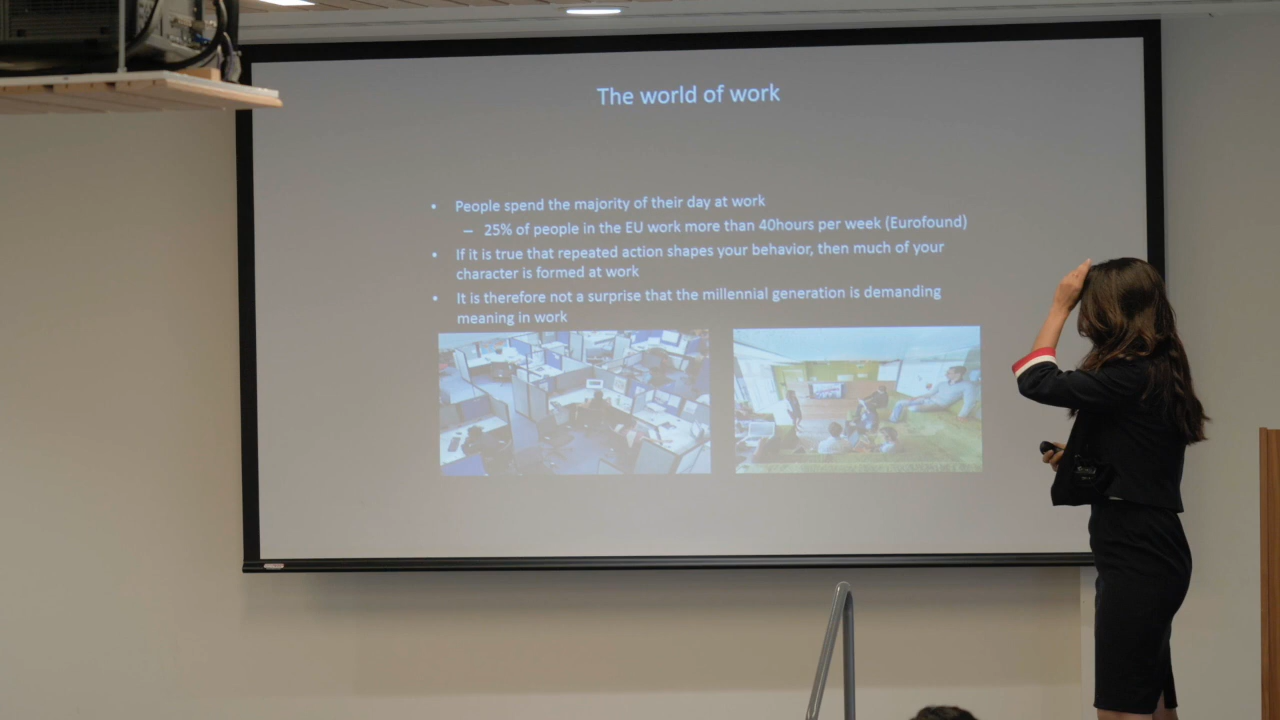 The world of work
• People spend the majority of their day at work
– 25% of people in the EU work more than 40hours per week (Eurofound)
• If it is true that repeated action shapes your behavior, then much of your
character is formed at work
• It is therefore not a surprise that the millennial generation is demanding
meaning in work